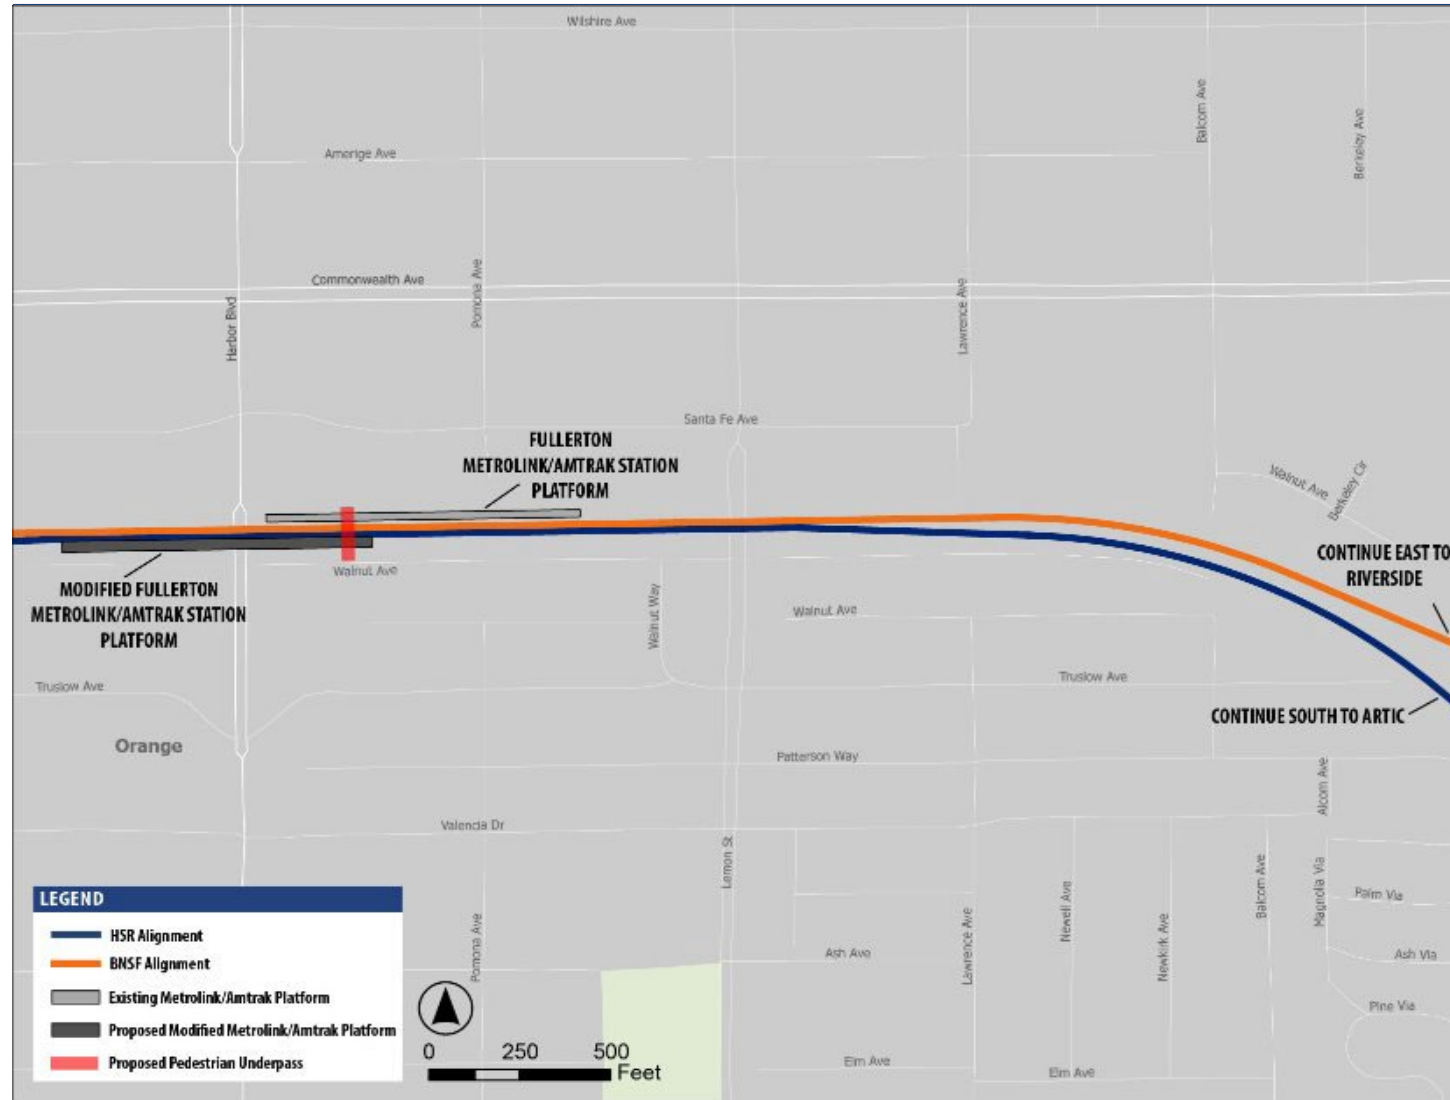 Wilshire Ave
Balcom Ave
Berkeley Ave
Amerige Ave
Commonwealth Ave
Pomona Ave
Harbor Blvd
Lawrence Ave
Santa Fe Ave
FULLERTON
METROLINK/AMTRAK STATION
PLATFORM
Walnut Ave
Berkeley Cir
CONTINUE EAST TO
RIVERSIDE
Walnut Ave
MODIFIED FULLERTON
METROLINK/AMTRAK STATION
PLATFORM
Walnut Way
Walnut Ave
Truslow Ave
Truslow Ave
CONTINUE SOUTH TO ARTIC
Orange
Patterson Way
Alcorn Ave
Valencia Dr
Lemon St
Balcom Ave
Magnolia Via
Palm Via
Newell Ave
Newkirk Ave
Lawrence Ave
Pomona Ave
Ash Ave
Ash Via
Pine Via
Elm Ave
Elm Ave
LEGEND
HSR Alignment
BNSF Alignment
Existing Metrolink/Amtrak Platform
Proposed Modified Metrolink/Amtrak Platform
Proposed Pedestrian Underpass
0 250 500
Feet